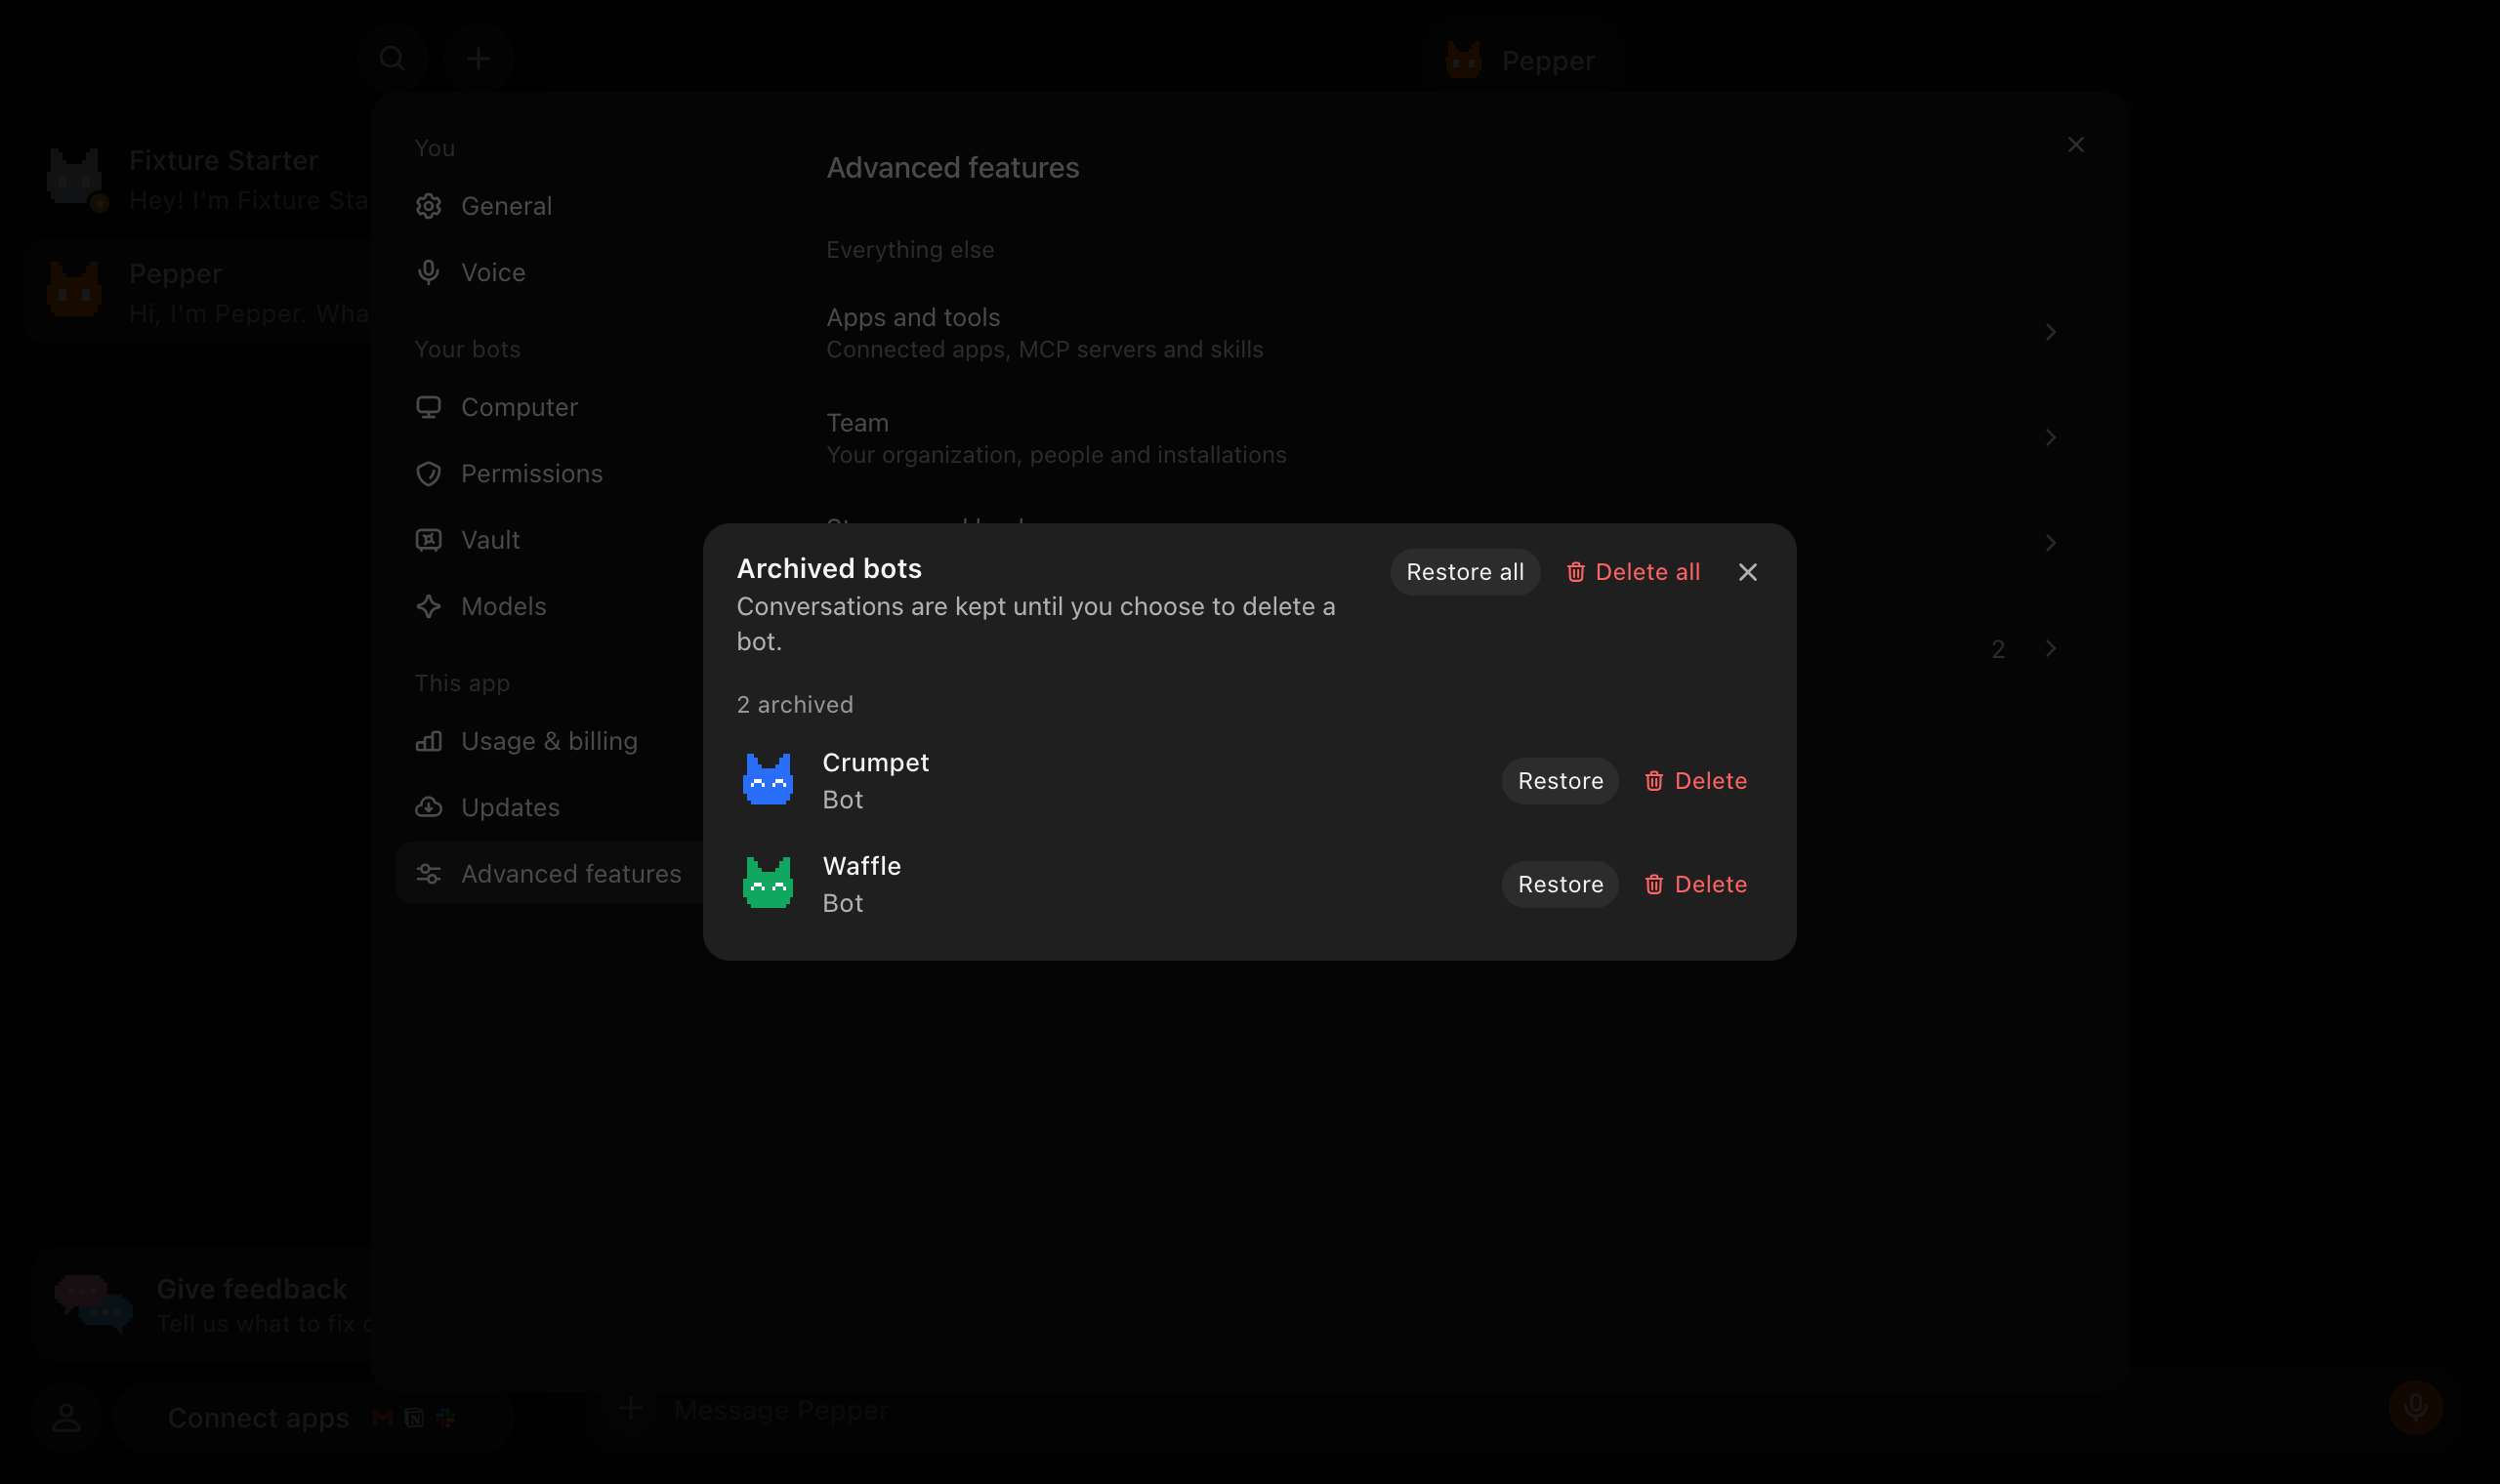 Pepper
Fixture Starter
Hey! I'm Fixture Sta
Pepper
Hi, I'm Pepper. Wha
You
General
Voice
Your bots
Computer
Permissions
Vault
Models
This app
Usage & billing
Updates
Advanced features
Advanced features
Everything else
Apps and tools
Connected apps, MCP servers and skills
Team
Your organization, people and installations
2
Archived bots
Restore all
Delete all
Conversations are kept until you choose to delete a
bot.
2 archived
Crumpet
Bot
Restore
Delete
Waffle
Bot
Restore
Delete
Give feedback
Tell us what to fix
Connect apps
Message Pepper